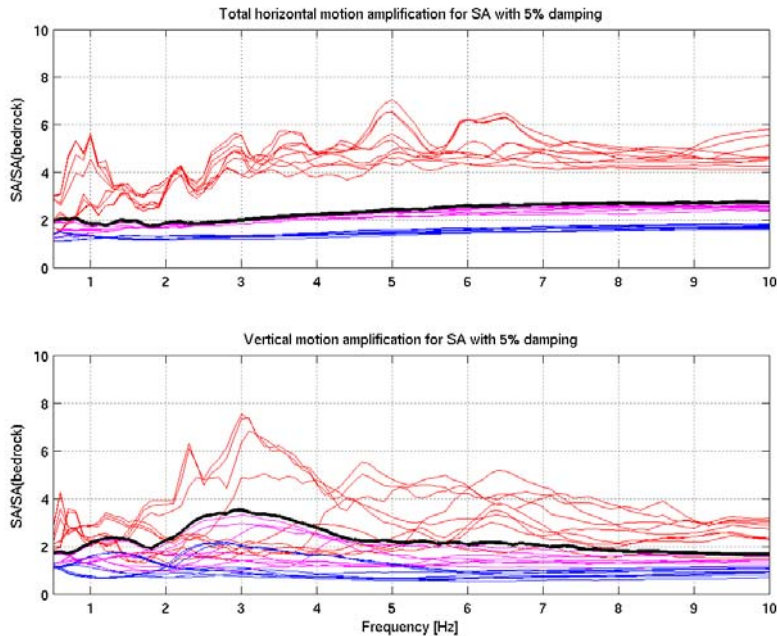 Total horizontal motion amplification for SA with 5% damping
10
8
6
4
2
0
SA/SA(bedrock)
1 2 3 4 5 6 7 8 9 10
Vertical motion amplification for SA with 5% damping
10
8
6
4
2
0
SA/SA(bedrock)
1 2 3 4 5 6 7 8 9 10
Frequency [Hz]